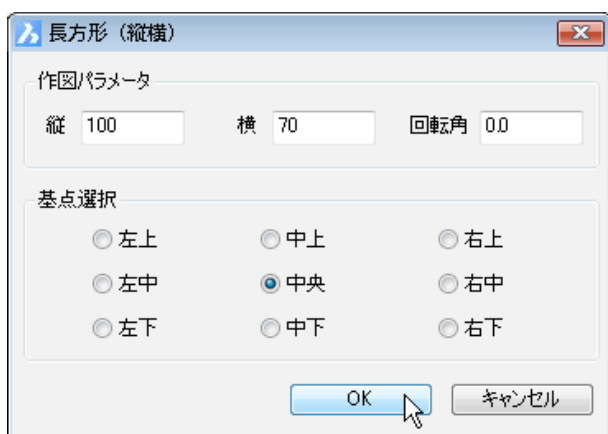 長方形（縦横）
作図パラメータ
縦 100 横 70 回転角 0.0
基点選択
左上 中上 右上
左中 中央 右中
左下 中下 右下
OK キャンセル